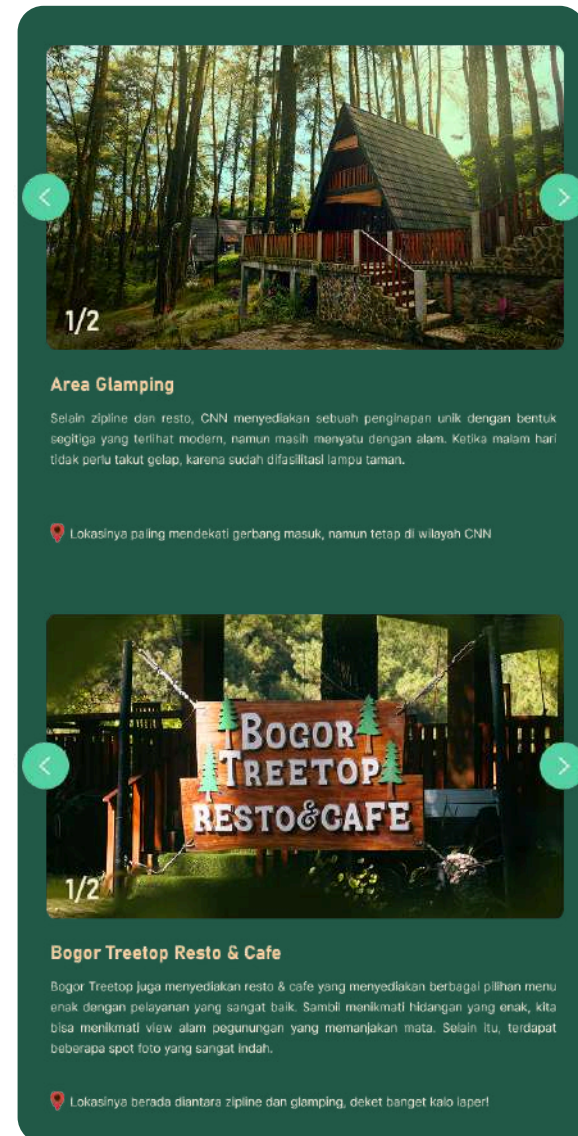 1/2
Area Glamping
Selain zipline dan resto, CNN menyediakan sebuah penginapan unik dengan bentuk
segitiga yang terlihat modern, namun masih menyatu dengan alam. Ketika malam hari
tidak perlu takut gelap, karena sudah difasilitasi lampu taman.
Lokasinya paling mendekati gerbang masuk, namun tetap di wilayah CNN
BOGOR
TREETOP
RESTO&CAFE
1/2
Bogor Treetop Resto & Cafe
Bogor Treetop juga menyediakan resto & cafe yang menyediakan berbagai pilihan menu
enak dengan pelayanan yang sangat baik. Sambil menikmati hidangan yang enak, kita
bisa menikmati view alam pegunungan yang memanjakan mata. Selain itu, terdapat
beberapa spot foto yang sangat indah.
Lokasinya berada diantara zipline dan glamping, deket banget kalo laper!